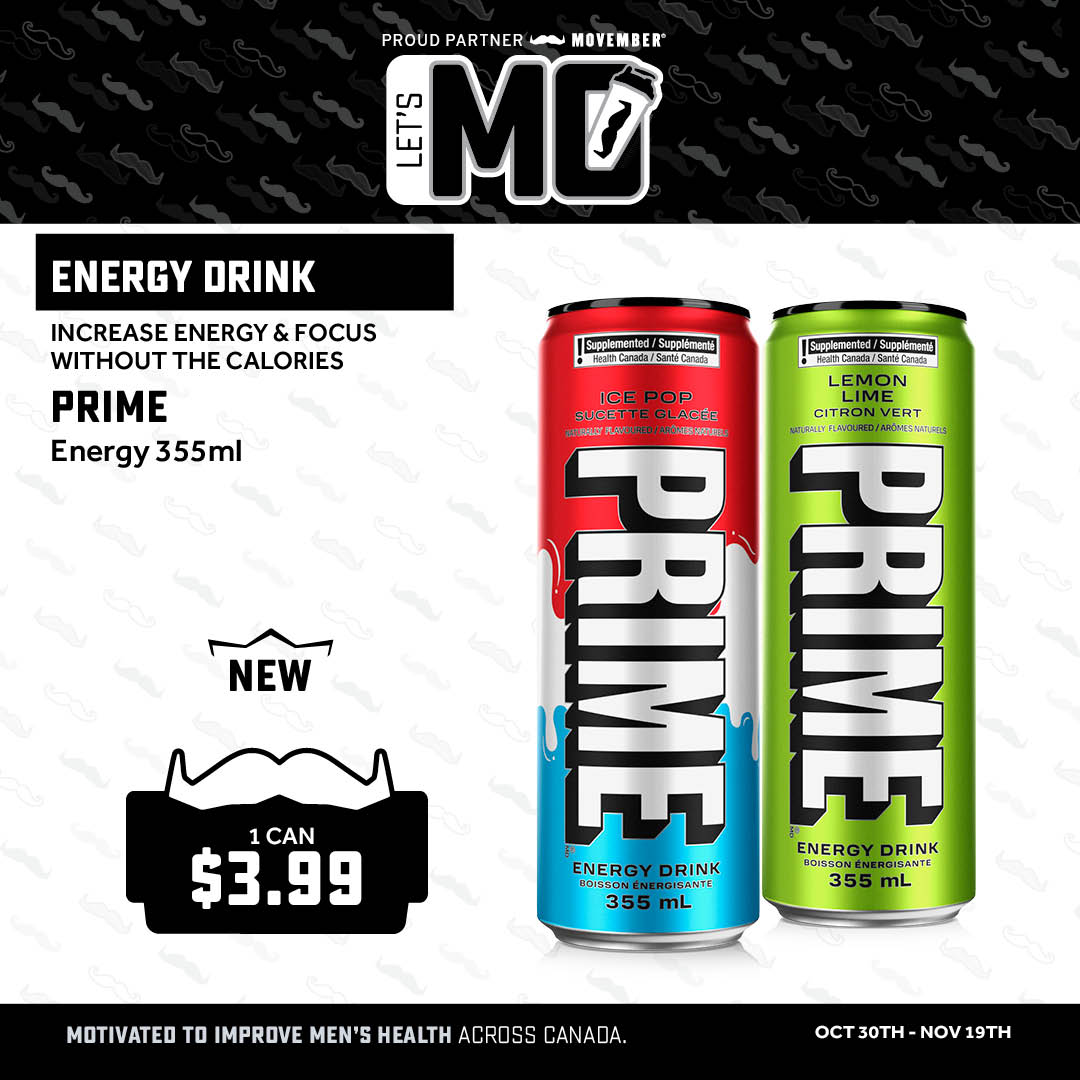 PROUD PARTNER MOVEMBER®
LET'S
MO
ENERGY DRINK
INCREASE ENERGY & FOCUS
WITHOUT THE CALORIES
PRIME
Energy 355ml
NEW
1 CAN
$3.99
! Supplemented / Supplémenté
Health Canada / Santé Canada
ICE POP
SUCETTE GLACÉE
NATURALLY FLAVOURED / ARÔMES NATURELS
PRIME
MD
ENERGY DRINK
BOISSON ÉNERGISANTE
355 mL
! Supplemented / Supplémenté
Health Canada / Santé Canada
LEMON
LIME
CITRON VERT
NATURALLY FLAVOURED / ARÔMES NATURELS
PRIME
®
MD
ENERGY DRINK
BOISSON ÉNERGISANTE
355 mL
MOTIVATED TO IMPROVE MEN'S HEALTH ACROSS CANADA.
OCT 30TH - NOV 19TH